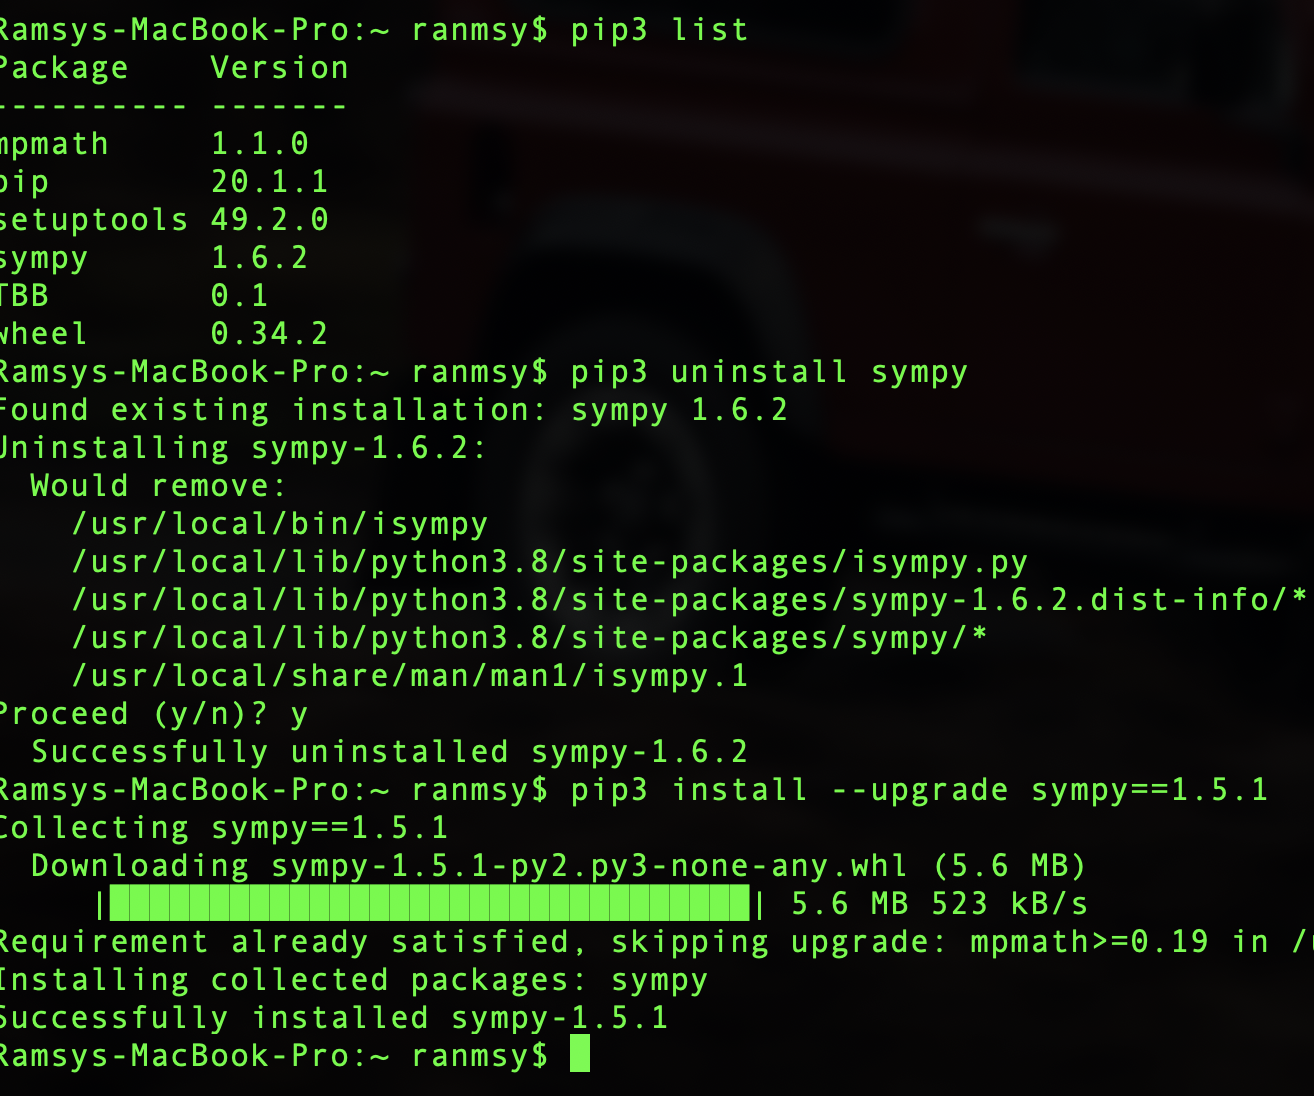 Ramsys-MacBook-Pro:~ ranmsy$ pip3 list
Package    Version
---------- -------
mpmath     1.1.0
pip        20.1.1
setuptools 49.2.0
sympy      1.6.2
TBB        0.1
wheel      0.34.2
Ramsys-MacBook-Pro:~ ranmsy$ pip3 uninstall sympy
Found existing installation: sympy 1.6.2
Uninstalling sympy-1.6.2:
  Would remove:
    /usr/local/bin/isympy
    /usr/local/lib/python3.8/site-packages/isympy.py
    /usr/local/lib/python3.8/site-packages/sympy-1.6.2.dist-info/*
    /usr/local/lib/python3.8/site-packages/sympy/*
    /usr/local/share/man/man1/isympy.1
Proceed (y/n)? y
  Successfully uninstalled sympy-1.6.2
Ramsys-MacBook-Pro:~ ranmsy$ pip3 install --upgrade sympy==1.5.1
Collecting sympy==1.5.1
  Downloading sympy-1.5.1-py2.py3-none-any.whl (5.6 MB)
     |████████████████████████████████| 5.6 MB 523 kB/s
Requirement already satisfied, skipping upgrade: mpmath>=0.19 in /
Installing collected packages: sympy
Successfully installed sympy-1.5.1
Ramsys-MacBook-Pro:~ ranmsy$